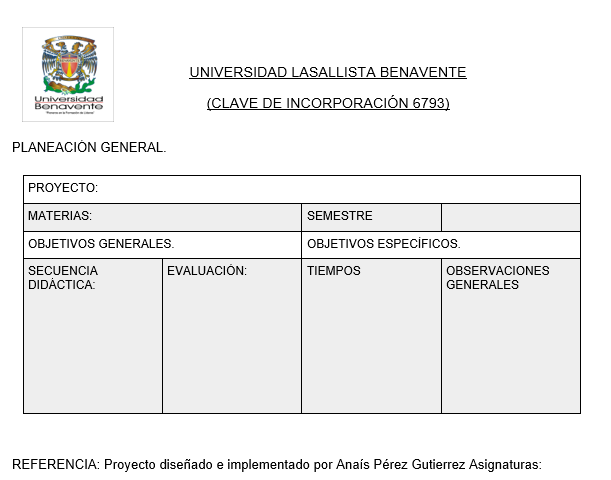 Universidad
Benavente
UNIVERSIDAD LASALLISTA BENAVENTE
(CLAVE DE INCORPORACIÓN 6793)
PLANEACIÓN GENERAL.
PROYECTO:
MATERIAS:
SEMESTRE
OBJETIVOS GENERALES.
OBJETIVOS ESPECÍFICOS.
SECUENCIA
DIDÁCTICA:
EVALUACIÓN:
TIEMPOS
OBSERVACIONES
GENERALES
REFERENCIA: Proyecto diseñado e implementado por Anaís Pérez Gutierrez Asignaturas: